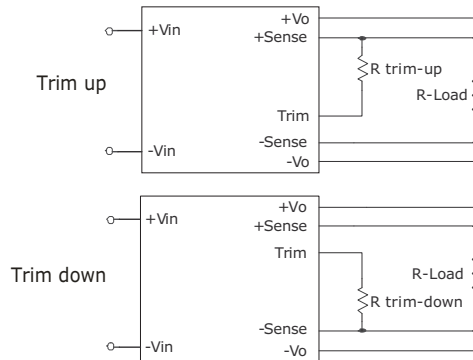 +Vo
+Vin
+Sense
R trim-up
Trim up
R-Load
Trim
-Sense
-Vin
-Vo
+Vo
+Vin
+Sense
Trim
Trim down
R-Load
R trim-down
-Sense
-Vin
-Vo